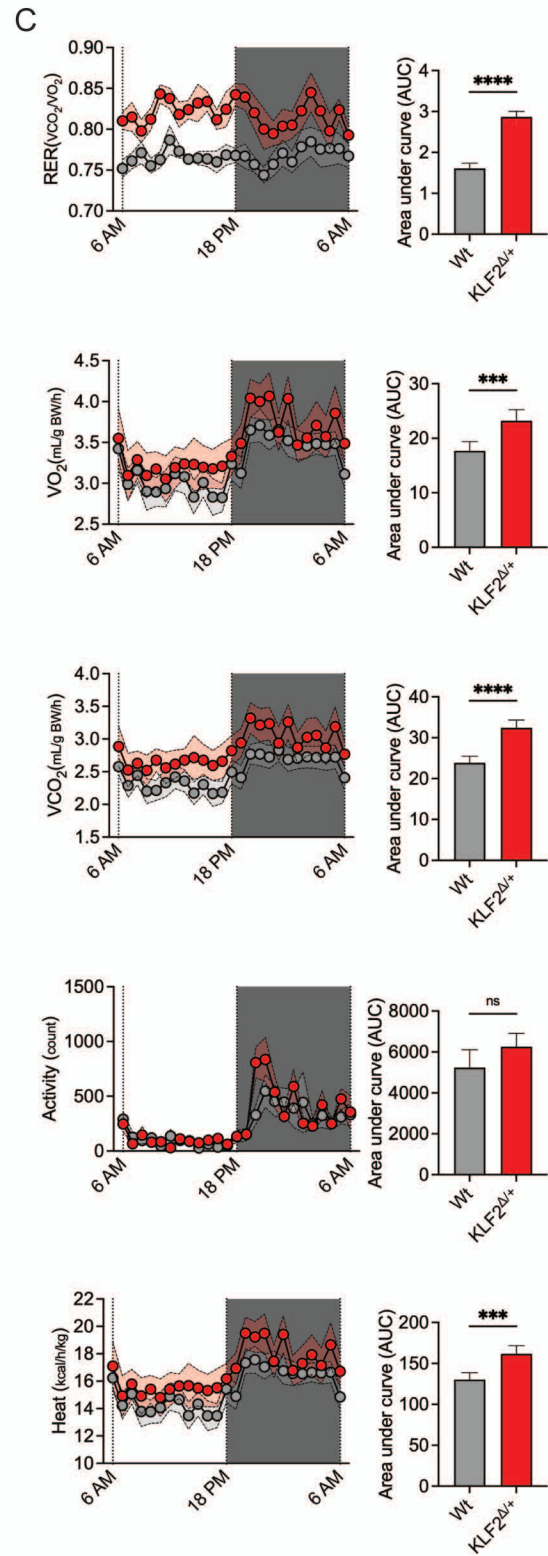 C
RER(VCO2/VO2)
0.90
0.85
0.80
0.75
0.70
6 AM
18 PM
6 AM
Area under curve (AUC)
4
3
2
1
0
****
Wt
KLF2Δ/+
VO2(mL/g BW/h)
4.5
4.0
3.5
3.0
2.5
6 AM
18 PM
6 AM
Area under curve (AUC)
30
20
10
0
***
Wt
KLF2Δ/+
VCO2(mL/g BW/h)
4.0
3.5
3.0
2.5
2.0
1.5
6 AM
18 PM
6 AM
Area under curve (AUC)
40
30
20
10
0
****
Wt
KLF2Δ/+
Activity (count)
1500
1000
500
0
6 AM
18 PM
6 AM
Area under curve (AUC)
8000
6000
4000
2000
0
ns
Wt
KLF2Δ/+
Heat (kcal/h/kg)
22
20
18
16
14
12
10
6 AM
18 PM
6 AM
Area under curve (AUC)
200
150
100
50
0
***
Wt
KLF2Δ/+